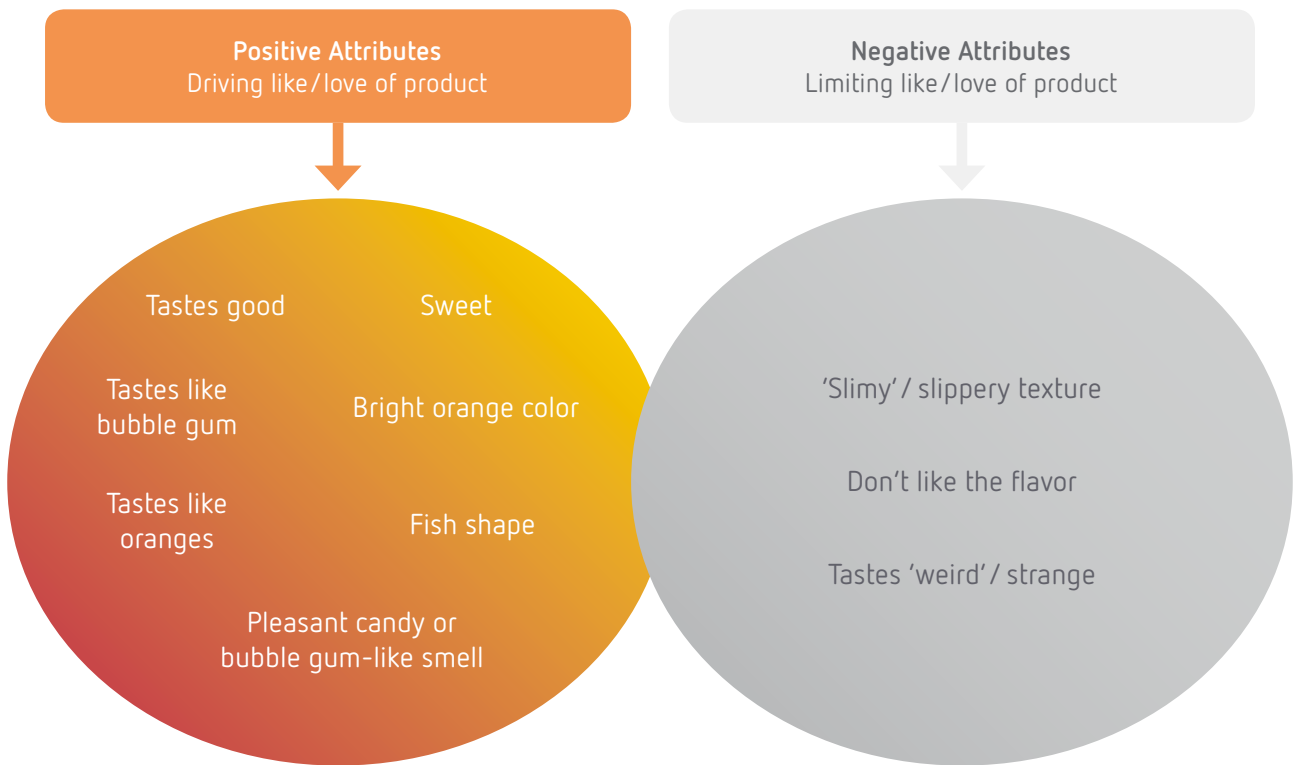 Positive Attributes
Driving like/love of product
Negative Attributes
Limiting like/love of product
Tastes good
Sweet
Tastes like
bubble gum
Bright orange color
Tastes like
oranges
Fish shape
Pleasant candy or
bubble gum-like smell
‘Slimy’ / slippery texture
Don’t like the flavor
Tastes ‘weird’ / strange